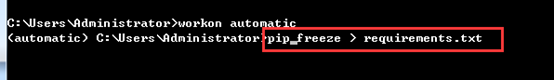 C:\Users\Administrator>workon automatic
(automatic) C:\Users\Administrator>pip freeze > requirements.txt